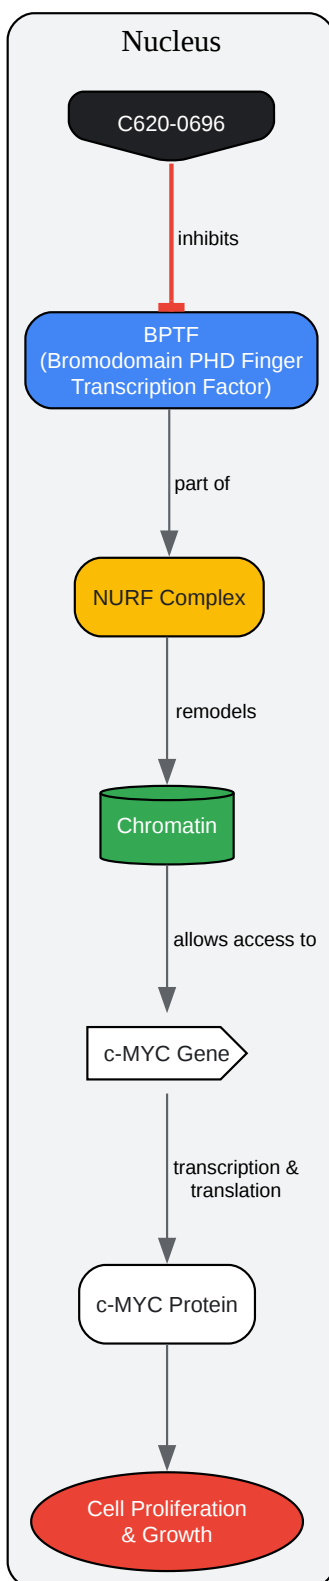 Nucleus
C620-0696
inhibits
BPTF
(Bromodomain PHD Finger
Transcription Factor)
part of
NURF Complex
remodels
Chromatin
allows access to
c-MYC Gene
transcription &
translation
c-MYC Protein
Cell Proliferation
& Growth